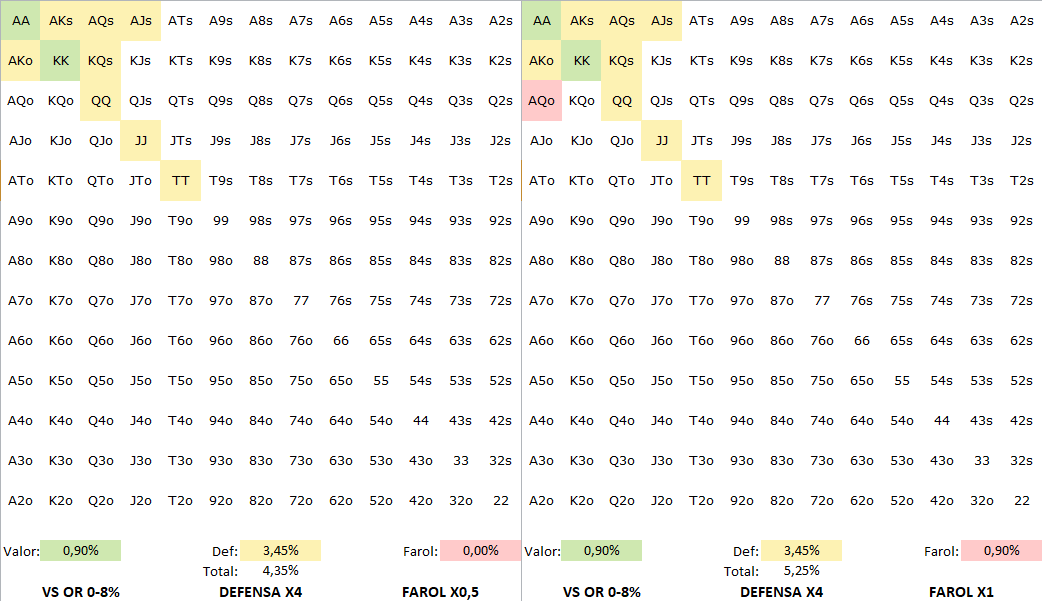 AA AKs AQs AJs ATs A9s A8s A7s A6s A5s A4s A3s A2s AA AKs AQs AJs ATs A9s A8s A7s A6s A5s A4s A3s A2s
AKo KK KQs KJs KTs K9s K8s K7s K6s K5s K4s K3s K2s AKo KK KQs KJs KTs K9s K8s K7s K6s K5s K4s K3s K2s
AQo KQo QQ QJs QTs Q9s Q8s Q7s Q6s Q5s Q4s Q3s Q2s AQo KQo QQ QJs QTs Q9s Q8s Q7s Q6s Q5s Q4s Q3s Q2s
AJo KJo QJo JJ JTs J9s J8s J7s J6s J5s J4s J3s J2s AJo KJo QJo JJ JTs J9s J8s J7s J6s J5s J4s J3s J2s
ATo KTo QTo JTo TT T9s T8s T7s T6s T5s T4s T3s T2s ATo KTo QTo JTo TT T9s T8s T7s T6s T5s T4s T3s T2s
A9o K9o Q9o J9o T9o 99 98s 97s 96s 95s 94s 93s 92s A9o K9o Q9o J9o T9o 99 98s 97s 96s 95s 94s 93s 92s
A8o K8o Q8o J8o T8o 98o 88 87s 86s 85s 84s 83s 82s A8o K8o Q8o J8o T8o 98o 88 87s 86s 85s 84s 83s 82s
A7o K7o Q7o J7o T7o 97o 87o 77 76s 75s 74s 73s 72s A7o K7o Q7o J7o T7o 97o 87o 77 76s 75s 74s 73s 72s
A6o K6o Q6o J6o T6o 96o 86o 76o 66 65s 64s 63s 62s A6o K6o Q6o J6o T6o 96o 86o 76o 66 65s 64s 63s 62s
A5o K5o Q5o J5o T5o 95o 85o 75o 65o 55 54s 53s 52s A5o K5o Q5o J5o T5o 95o 85o 75o 65o 55 54s 53s 52s
A4o K4o Q4o J4o T4o 94o 84o 74o 64o 54o 44 43s 42s A4o K4o Q4o J4o T4o 94o 84o 74o 64o 54o 44 43s 42s
A3o K3o Q3o J3o T3o 93o 83o 73o 63o 53o 43o 33 32s A3o K3o Q3o J3o T3o 93o 83o 73o 63o 53o 43o 33 32s
A2o K2o Q2o J2o T2o 92o 82o 72o 62o 52o 42o 32o 22 A2o K2o Q2o J2o T2o 92o 82o 72o 62o 52o 42o 32o 22
Valor: 0,90% Def: 3,45% Farol: 0,00% Valor: 0,90% Def: 3,45% Farol: 0,90%
Total: 4,35% Total: 5,25%
VS OR 0-8% DEFENSA X4 FAROL X0,5 VS OR 0-8% DEFENSA X4 FAROL X1